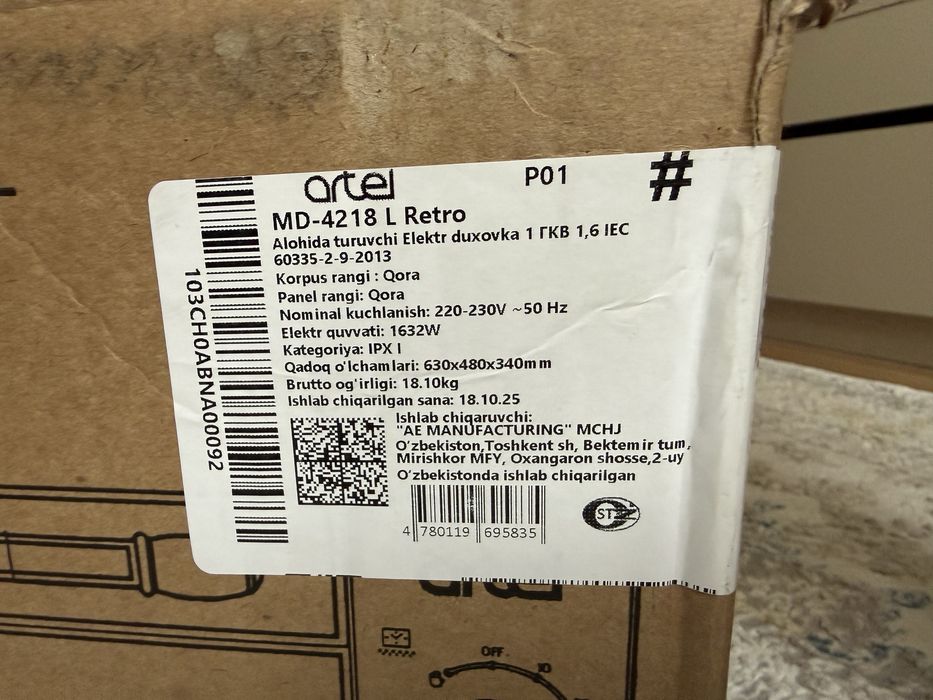 artel P01 #
MD-4218 L Retro
Alohida turuvchi Elektr duxovka 1 ГКВ 1,6 IEC
60335-2-9-2013
Korpus rangi : Qora
Panel rangi: Qora
Nominal kuchlanish: 220-230V ~50 Hz
Elektr quvvati: 1632W
Kategoriya: IPX I
Qadoq o'lchamlari: 630x480x340mm
Brutto og'irligi: 18.10kg
Ishlab chiqarilgan sana: 18.10.25
Ishlab chiqaruvchi:
"AE MANUFACTURING" MCHJ
O'zbekiston,Toshkent sh, Bektemir tum,
Mirishkor MFY, Oxangaron shosse,2-uy
O'zbekistonda ishlab chiqarilgan
4 780119 695835
103CH0ABNA00092
OFF
10